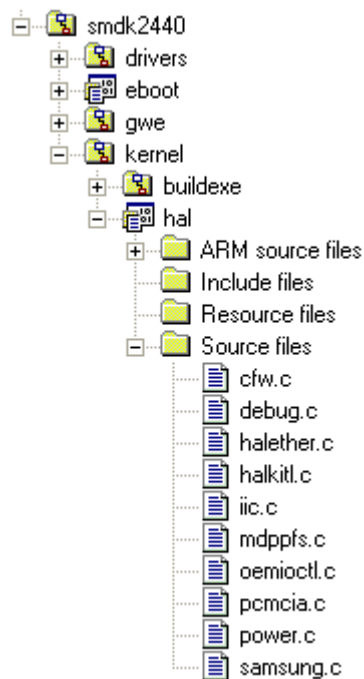 smdk2440
drivers
eboot
gwe
kernel
buildexe
hal
ARM source files
Include files
Resource files
Source files
cfw.c
debug.c
halether.c
halkitl.c
iic.c
mdppfs.c
oemioctl.c
pcmcia.c
power.c
samsung.c